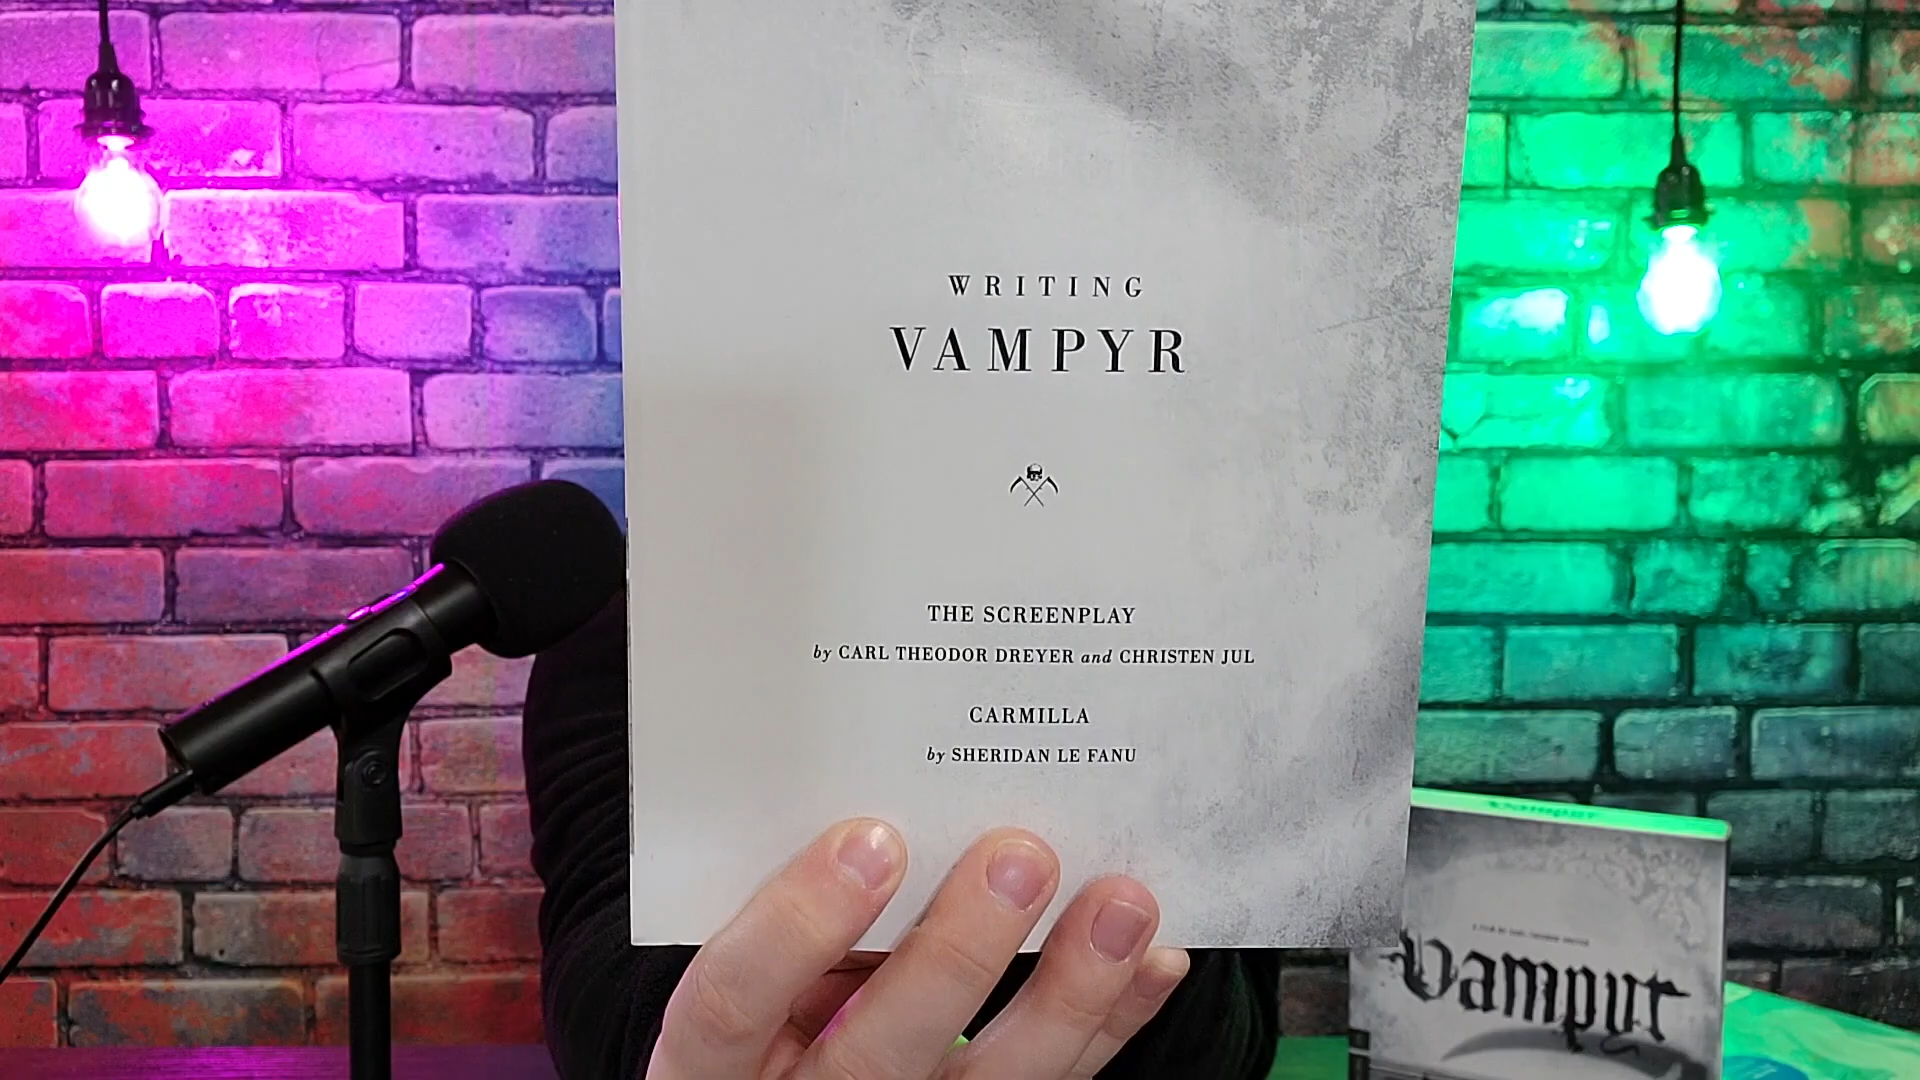 WRITING
VAMPYR
THE SCREENPLAY
by CARL THEODOR DREYER and CHRISTEN JUL
CARMILLA
by SHERIDAN LE FANU
Vampyr